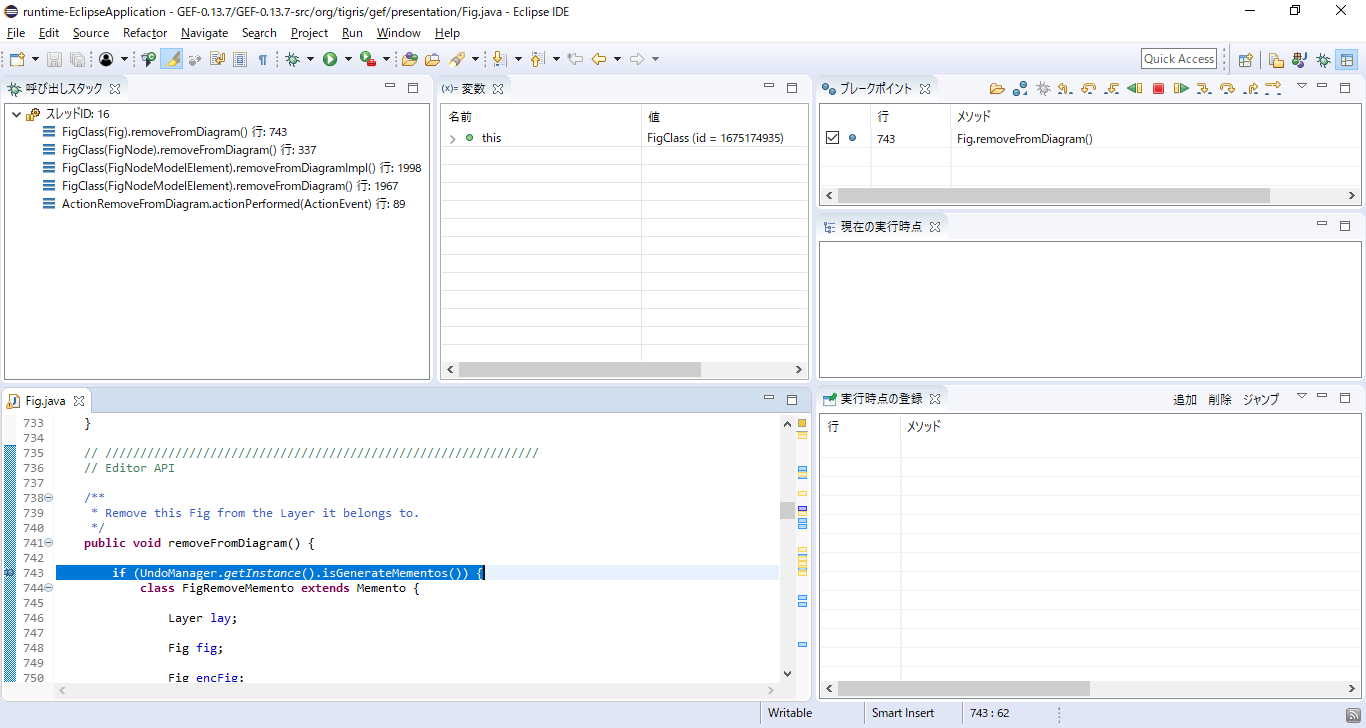 runtime-EclipseApplication - GEF-0.13.7/GEF-0.13.7-src/org/tigris/gef/presentation/Fig.java - Eclipse IDE
File Edit Source Refactor Navigate Search Project Run Window Help
Quick Access
呼び出しスタック
スレッドID: 16
FigClass(Fig).removeFromDiagram() 行: 743
FigClass(FigNode).removeFromDiagram() 行: 337
FigClass(FigNodeModelElement).removeFromDiagramImpl() 行: 1998
FigClass(FigNodeModelElement).removeFromDiagram() 行: 1967
ActionRemoveFromDiagram.actionPerformed(ActionEvent) 行: 89
(x)= 変数
名前 値
this FigClass (id = 1675174935)
ブレークポイント
行 メソッド
743 Fig.removeFromDiagram()
現在の実行時点
Fig.java
733 }
734
735 // //////////////////////////////////////////////////////////////
736 // Editor API
737
738 /**
739 * Remove this Fig from the Layer it belongs to.
740 */
741 public void removeFromDiagram() {
742
743 if (UndoManager.getInstance().isGenerateMementos()) {
744 class FigRemoveMemento extends Memento {
745
746 Layer lay;
747
748 Fig fig;
749
750 Fig encFig;
実行時点の登録 追加 削除 ジャンプ
行 メソッド
Writable Smart Insert 743 : 62